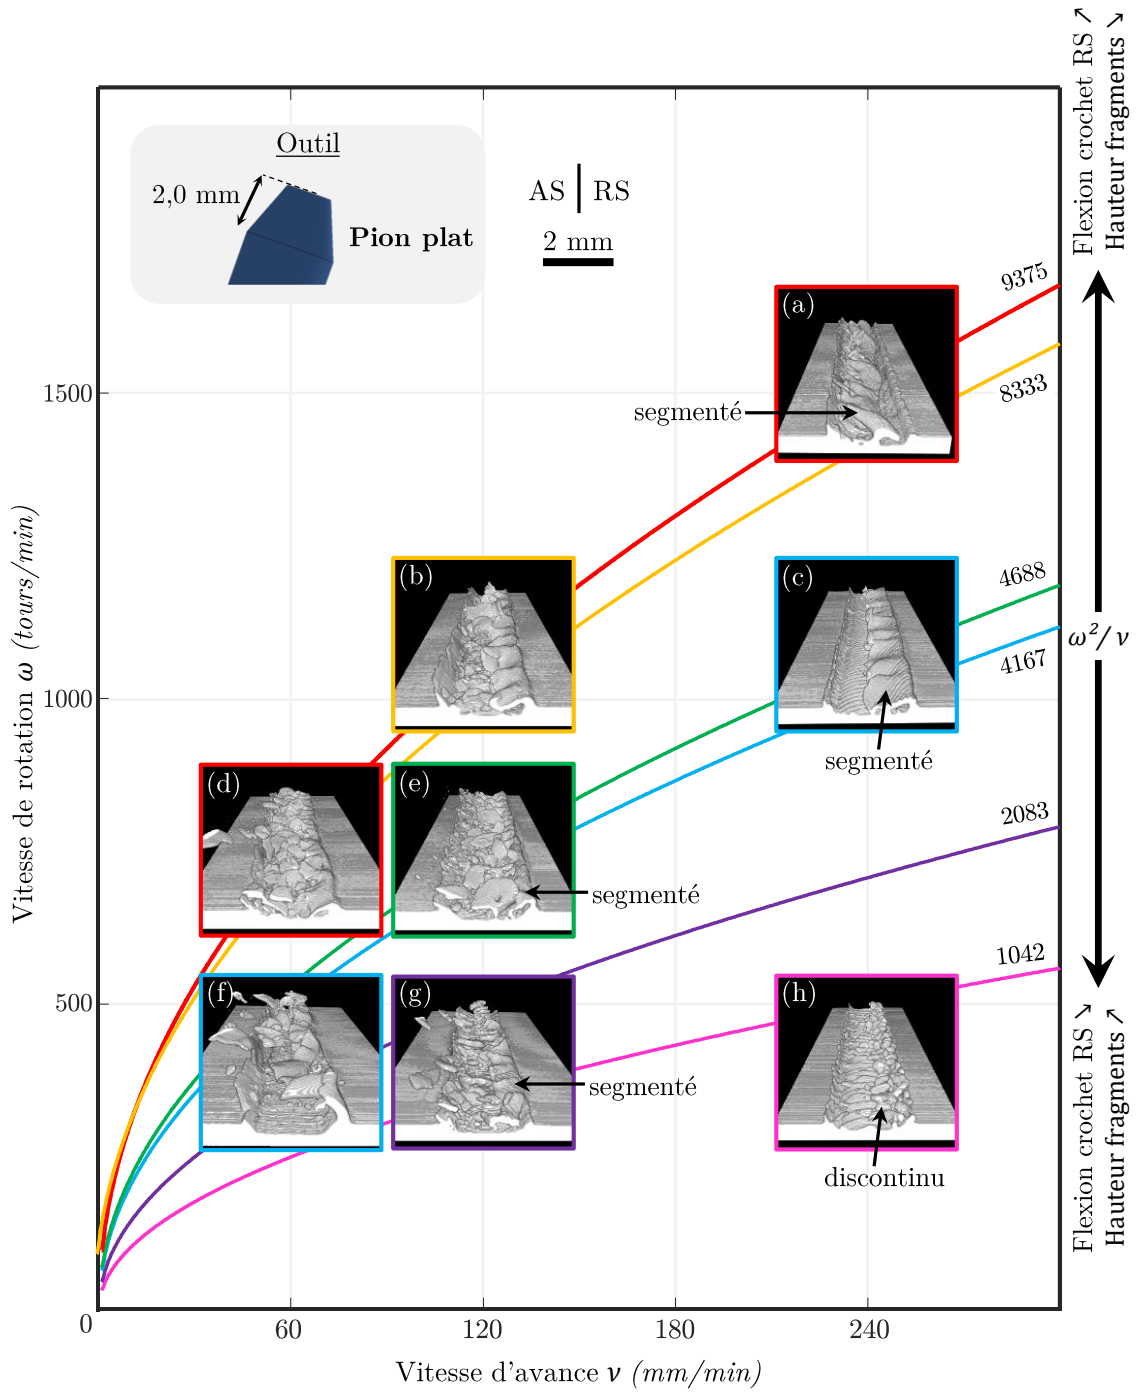 Flexion crochet RS ↗
Hauteur fragments ↘
Outil
2,0 mm
Pion plat
AS | RS
2 mm
9375
8333
4688
4167
2083
1042
ω²/ν
(a)
segmenté
(b)
(c)
segmenté
(d)
(e)
segmenté
(f)
(g)
segmenté
(h)
discontinu
Flexion crochet RS ↘
Hauteur fragments ↗
Vitesse de rotation ω (tours/min)
1500
1000
500
0
60
120
180
240
Vitesse d'avance ν (mm/min)